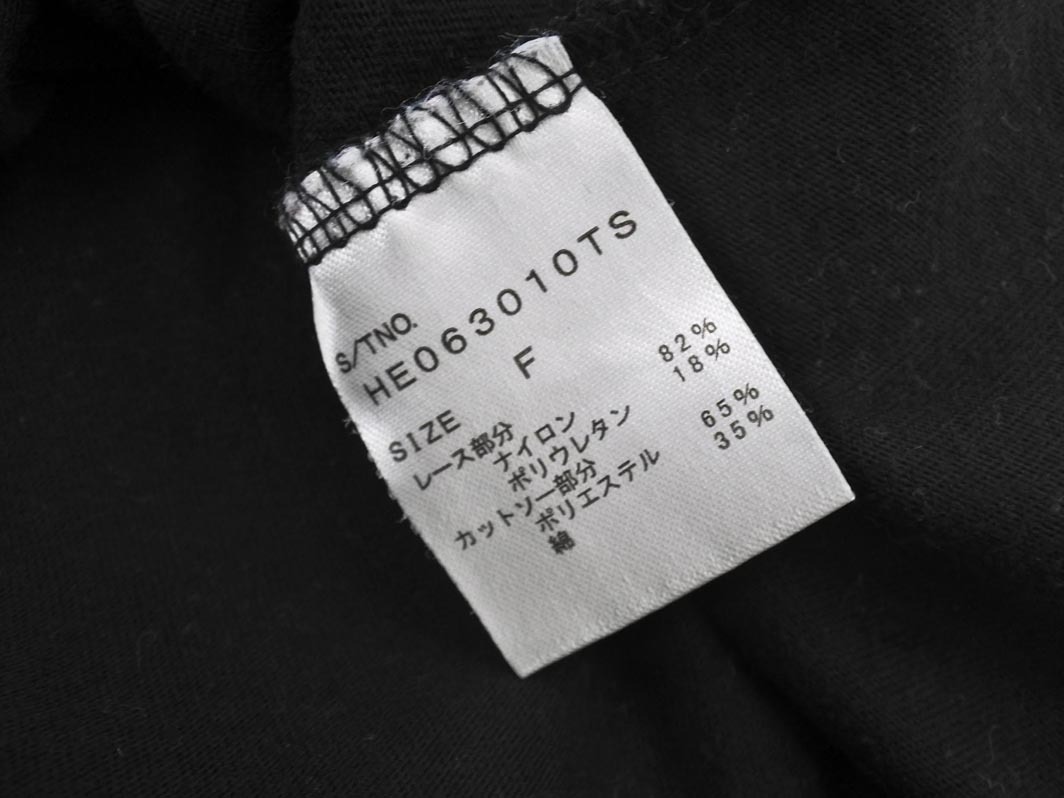 S/TNO.
HE063010TS
SIZE F
レース部分
ナイロン 82%
ポリウレタン 18%
カットソー部分
ポリエステル 65%
綿 35%